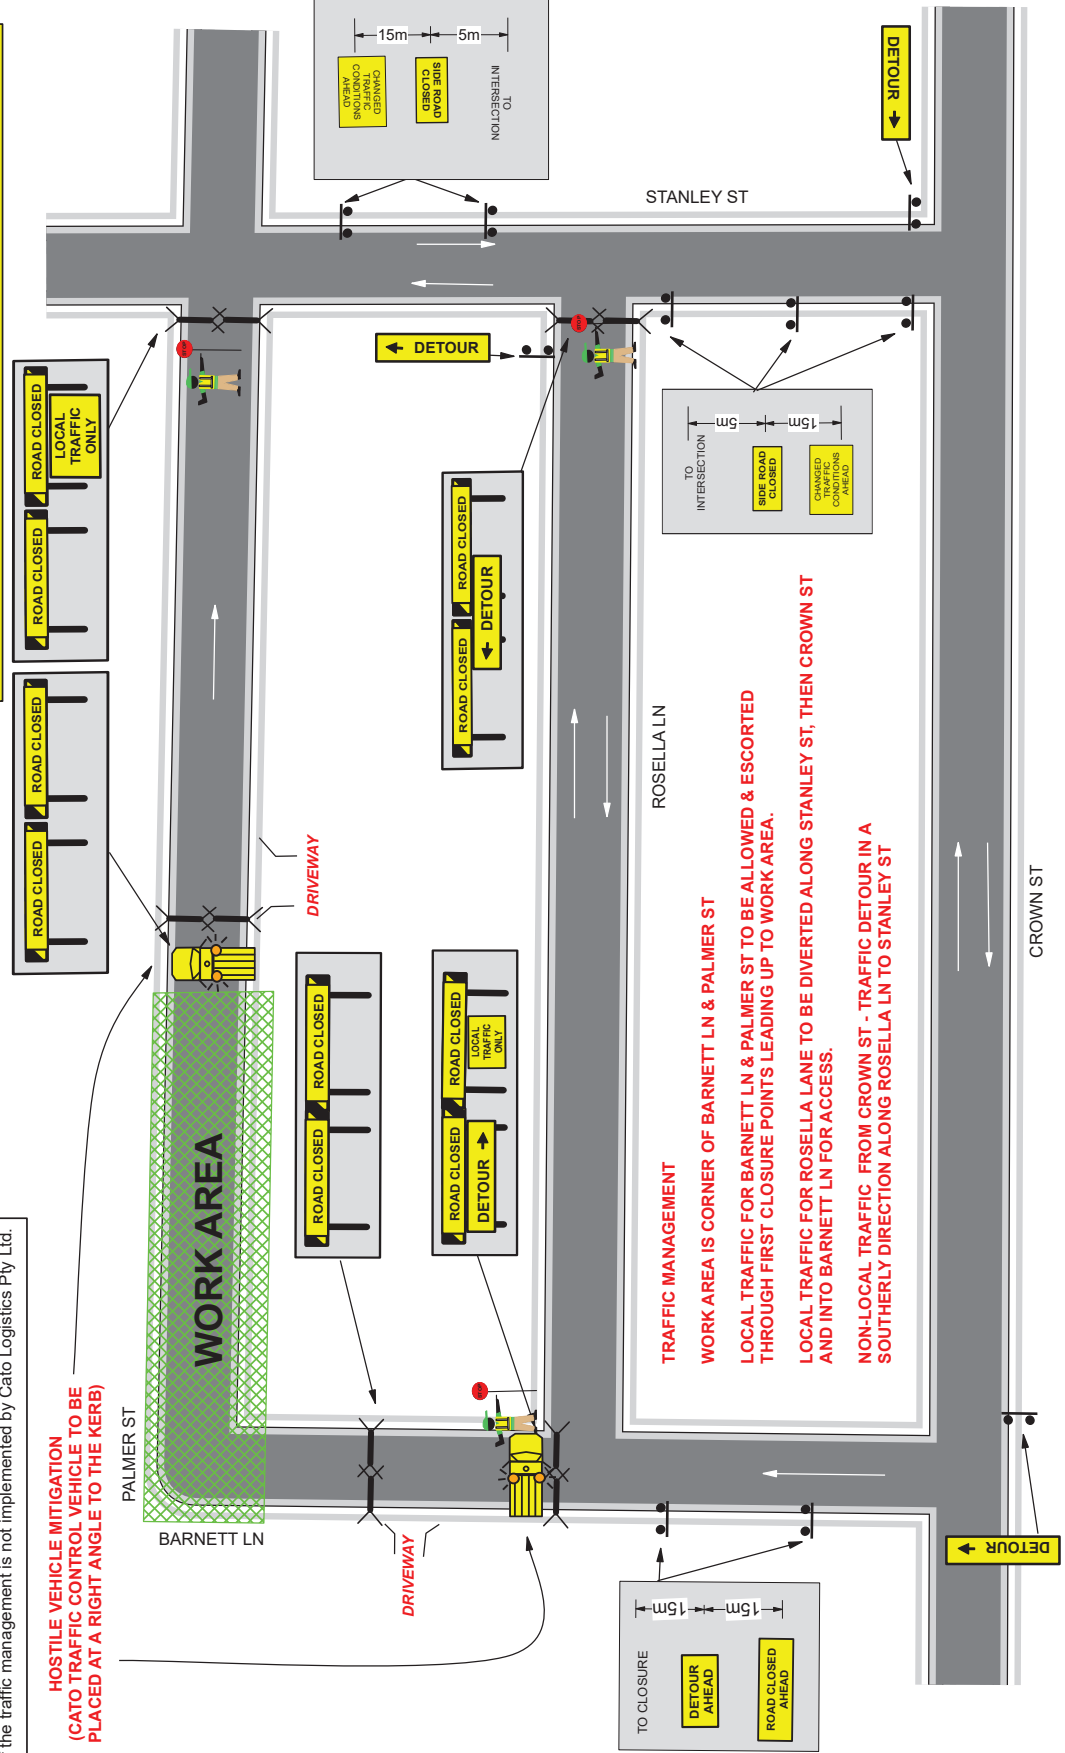 the traffic management is not implemented by Cato Logistics Pty Ltd.
HOSTILE VEHICLE MITIGATION
(CATO TRAFFIC CONTROL VEHICLE TO BE
PLACED AT A RIGHT ANGLE TO THE KERB)
ROAD CLOSED
ROAD CLOSED
ROAD CLOSED
ROAD CLOSED
LOCAL
TRAFFIC
ONLY
STOP
15m
5m
CHANGED
TRAFFIC
CONDITIONS
AHEAD
SIDE ROAD
CLOSED
TO
INTERSECTION
DETOUR
STANLEY ST
PALMER ST
WORK AREA
BARNETT LN
DRIVEWAY
DRIVEWAY
ROAD CLOSED
ROAD CLOSED
ROAD CLOSED
ROAD CLOSED
DETOUR
LOCAL
TRAFFIC
ONLY
STOP
DETOUR
ROAD CLOSED
ROAD CLOSED
DETOUR
STOP
ROSELLA LN
TO
INTERSECTION
5m
15m
SIDE ROAD
CLOSED
CHANGED
TRAFFIC
CONDITIONS
AHEAD
TRAFFIC MANAGEMENT
WORK AREA IS CORNER OF BARNETT LN & PALMER ST
LOCAL TRAFFIC FOR BARNETT LN & PALMER ST TO BE ALLOWED & ESCORTED
THROUGH FIRST CLOSURE POINTS LEADING UP TO WORK AREA.
LOCAL TRAFFIC FOR ROSELLA LANE TO BE DIVERTED ALONG STANLEY ST, THEN CROWN ST
AND INTO BARNETT LN FOR ACCESS.
NON-LOCAL TRAFFIC FROM CROWN ST - TRAFFIC DETOUR IN A
SOUTHERLY DIRECTION ALONG ROSELLA LN TO STANLEY ST
TO CLOSURE
15m
15m
DETOUR
AHEAD
ROAD CLOSED
AHEAD
DETOUR
CROWN ST